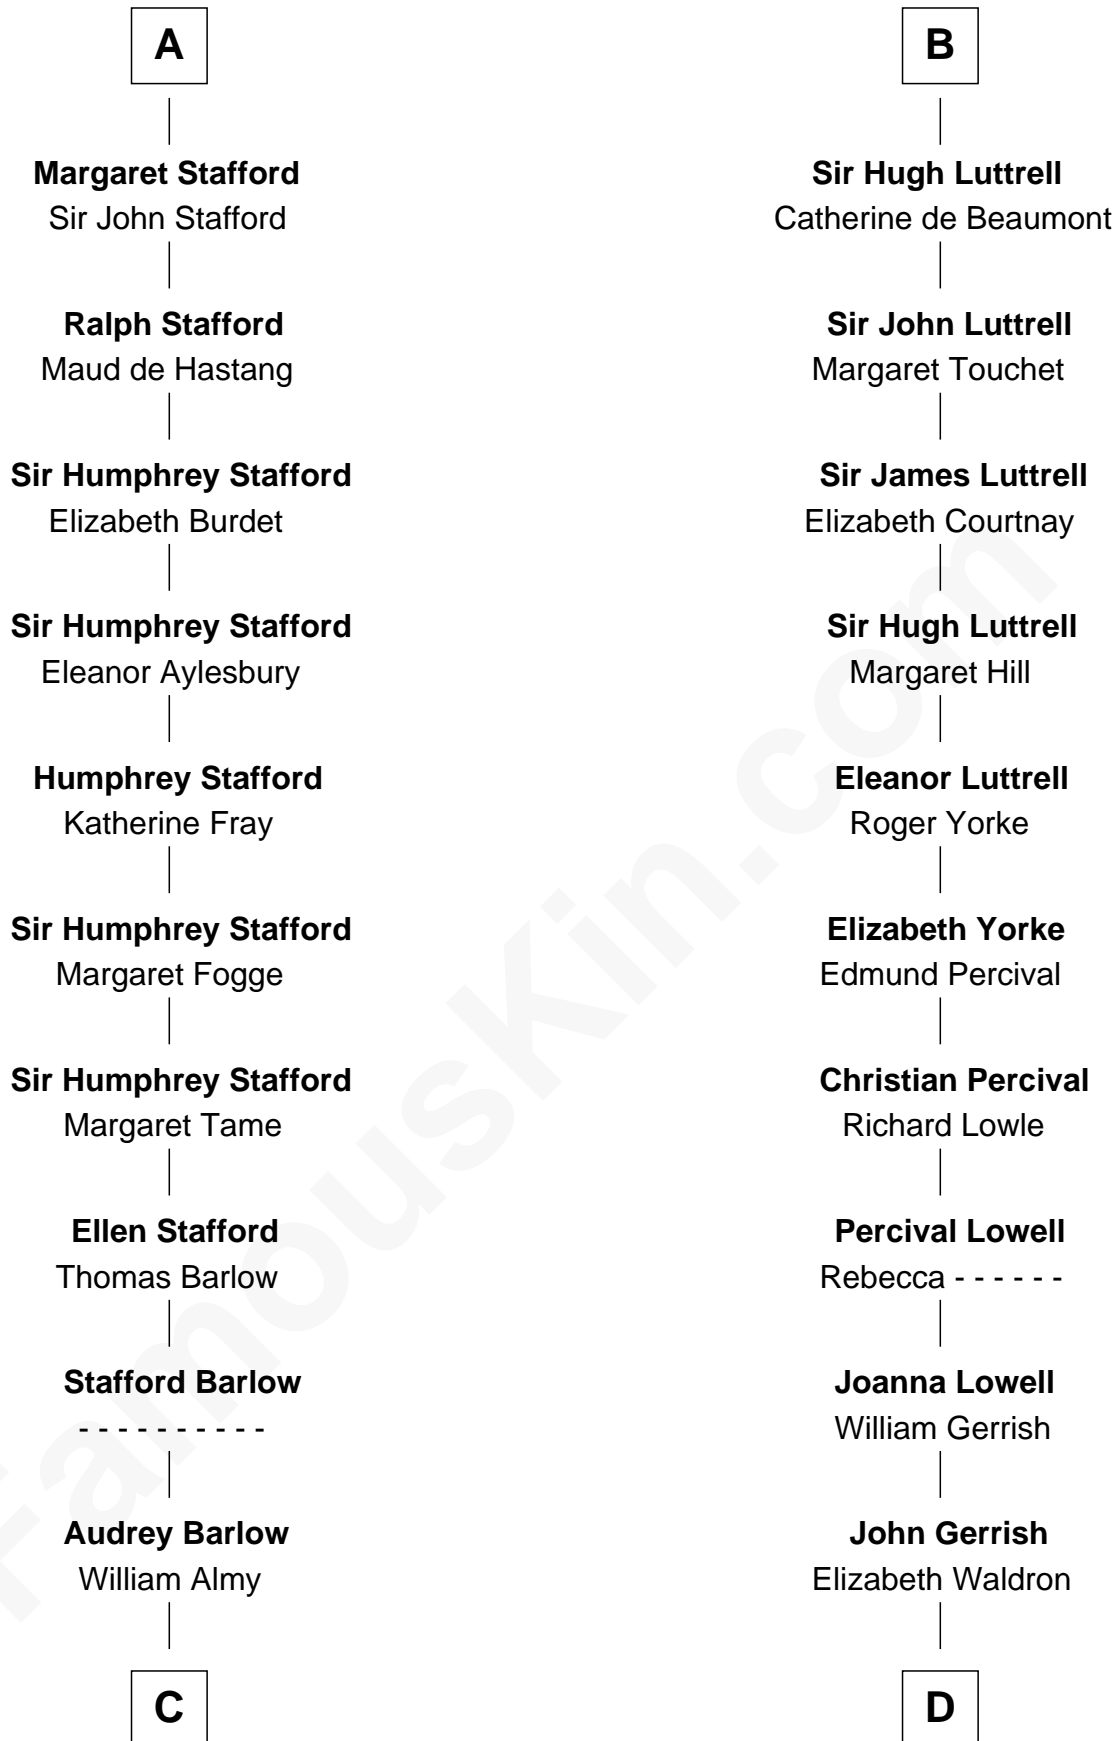 A
Margaret Stafford
Sir John Stafford
Ralph Stafford
Maud de Hastang
Sir Humphrey Stafford
Elizabeth Burdet
Sir Humphrey Stafford
Eleanor Aylesbury
Humphrey Stafford
Katherine Fray
Sir Humphrey Stafford
Margaret Fogge
Sir Humphrey Stafford
Margaret Tame
Ellen Stafford
Thomas Barlow
Stafford Barlow
- - - - - - - - - -
Audrey Barlow
William Almy
C
B
Sir Hugh Luttrell
Catherine de Beaumont
Sir John Luttrell
Margaret Touchet
Sir James Luttrell
Elizabeth Courtnay
Sir Hugh Luttrell
Margaret Hill
Eleanor Luttrell
Roger Yorke
Elizabeth Yorke
Edmund Percival
Christian Percival
Richard Lowle
Percival Lowell
Rebecca - - - - - -
Joanna Lowell
William Gerrish
John Gerrish
Elizabeth Waldron
D
FamousKin.com